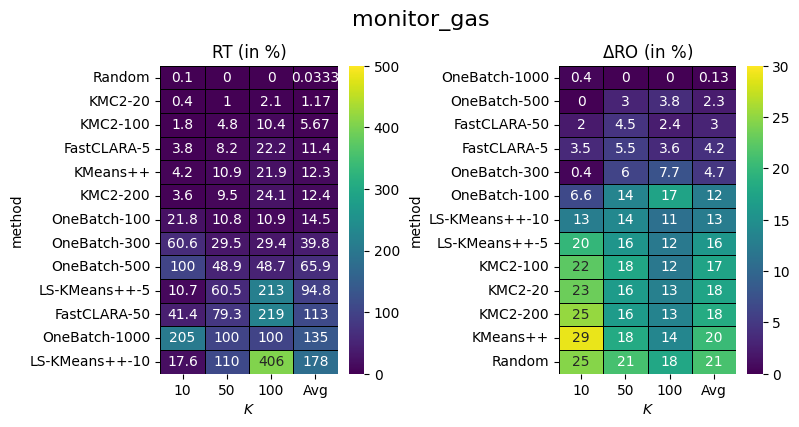 monitor_gas
RT (in %)
method
Random 0.1 0 0 0.0333
KMC2-20 0.4 1 2.1 1.17
KMC2-100 1.8 4.8 10.4 5.67
FastCLARA-5 3.8 8.2 22.2 11.4
KMeans++ 4.2 10.9 21.9 12.3
KMC2-200 3.6 9.5 24.1 12.4
OneBatch-100 21.8 10.8 10.9 14.5
OneBatch-300 60.6 29.5 29.4 39.8
OneBatch-500 100 48.9 48.7 65.9
LS-KMeans++-5 10.7 60.5 213 94.8
FastCLARA-50 41.4 79.3 219 113
OneBatch-1000 205 100 100 135
LS-KMeans++-10 17.6 110 406 178
10 50 100 Avg
K
500
400
300
200
100
0
ΔRO (in %)
method
OneBatch-1000 0.4 0 0 0.13
OneBatch-500 0 3 3.8 2.3
FastCLARA-50 2 4.5 2.4 3
FastCLARA-5 3.5 5.5 3.6 4.2
OneBatch-300 0.4 6 7.7 4.7
OneBatch-100 6.6 14 17 12
LS-KMeans++-10 13 14 11 13
LS-KMeans++-5 20 16 12 16
KMC2-100 22 18 12 17
KMC2-20 23 16 13 18
KMC2-200 25 16 13 18
KMeans++ 29 18 14 20
Random 25 21 18 21
10 50 100 Avg
K
30
25
20
15
10
5
0